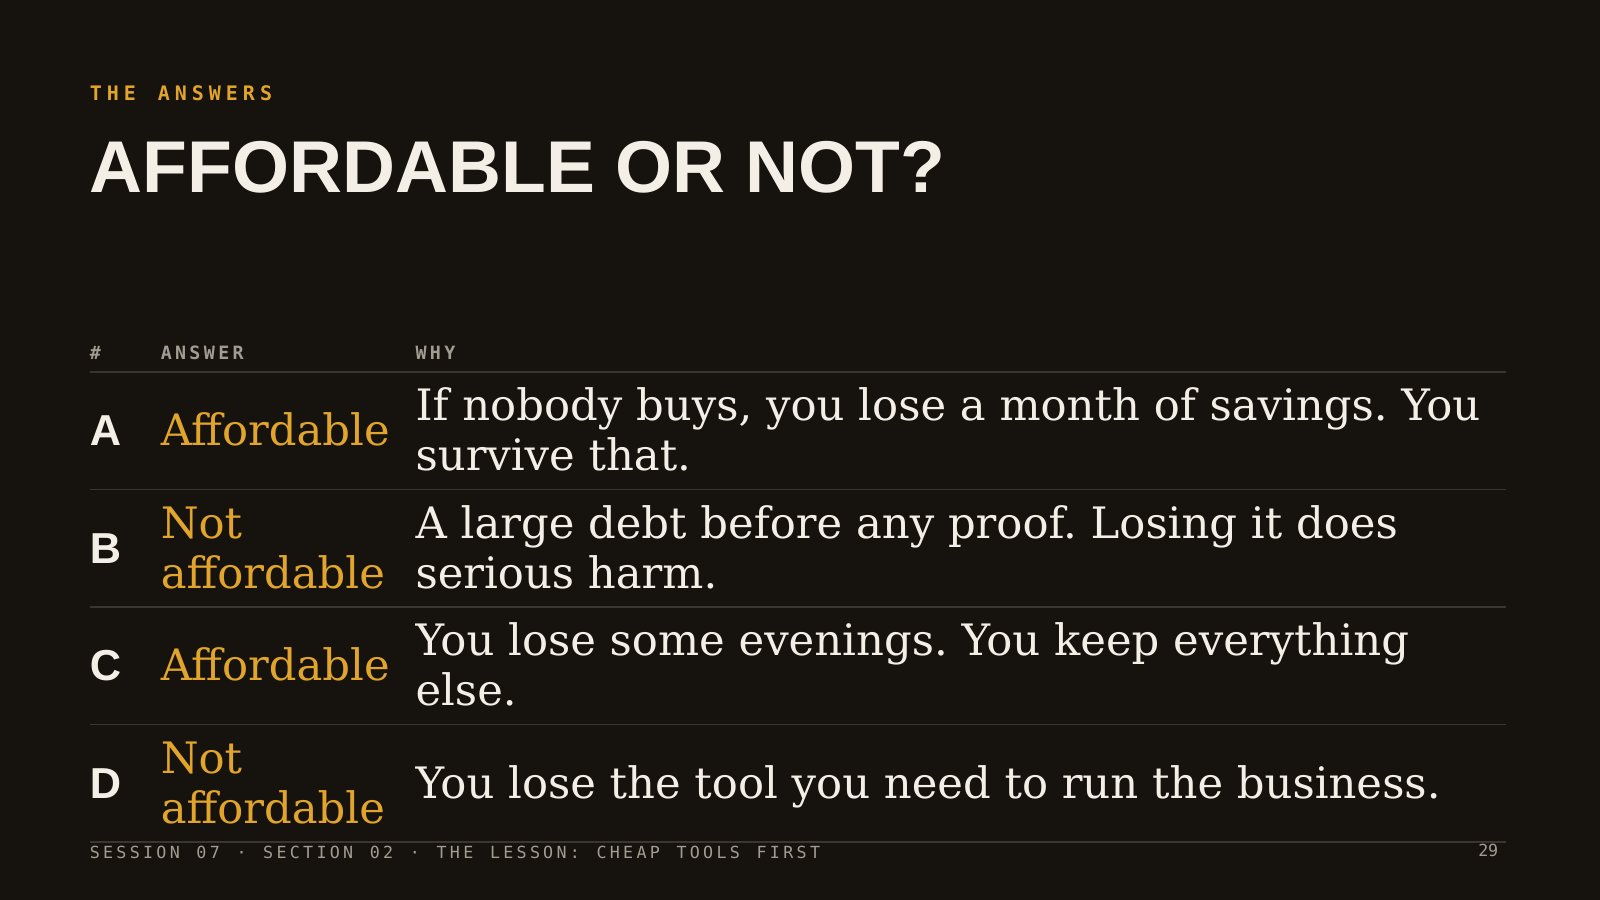 THE ANSWERS
AFFORDABLE OR NOT?
# ANSWER WHY
A Affordable If nobody buys, you lose a month of savings. You
survive that.
B Not
affordable A large debt before any proof. Losing it does
serious harm.
C Affordable You lose some evenings. You keep everything
else.
D Not
affordable You lose the tool you need to run the business.
SESSION 07 · SECTION 02 · THE LESSON: CHEAP TOOLS FIRST 29